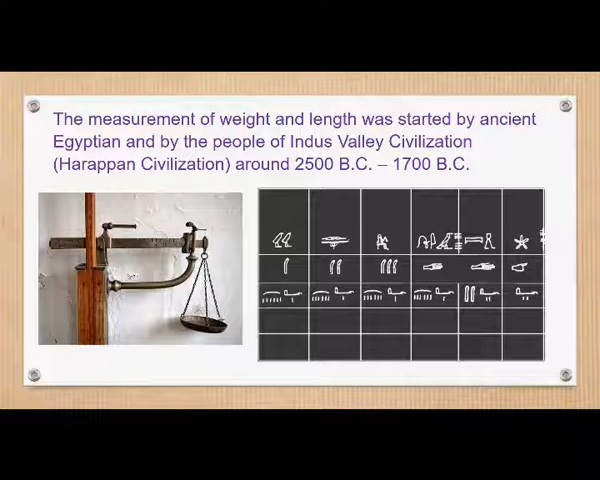 The measurement of weight and length was started by ancient
Egyptian and by the people of Indus Valley Civilization
(Harappan Civilization) around 2500 B.C. – 1700 B.C.